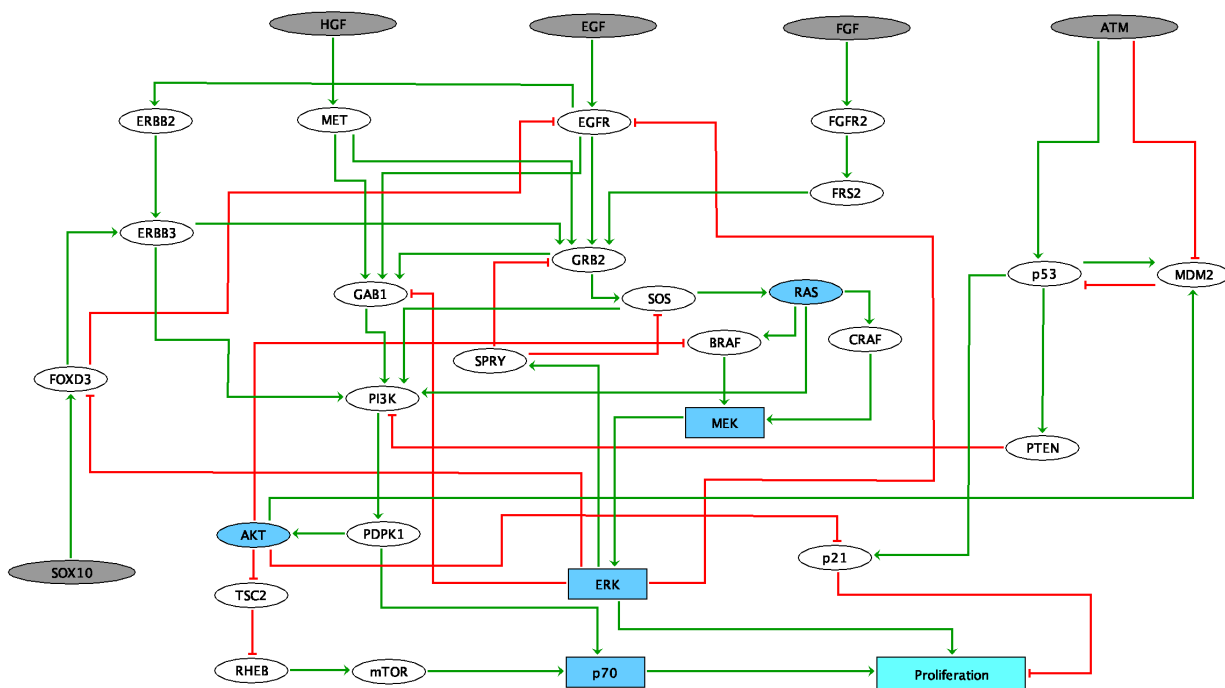 HGF
EGF
FGF
ATM
ERBB2
MET
EGFR
FGFR2
FRS2
ERBB3
GRB2
p53
MDM2
GAB1
SOS
RAS
BRAF
CRAF
SPRY
FOXD3
PI3K
MEK
PTEN
AKT
PDPK1
p21
SOX10
TSC2
ERK
RHEB
mTOR
p70
Proliferation